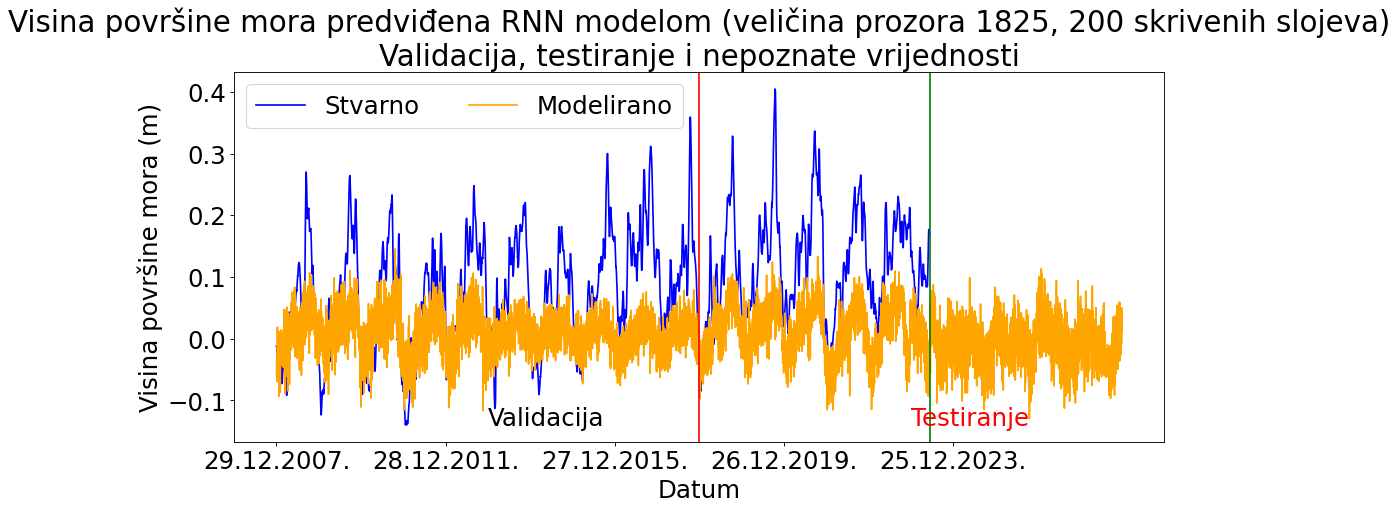 Visina površine mora predviđena RNN modelom (veličina prozora 1825, 200 skrivenih slojeva)
Validacija, testiranje i nepoznate vrijednosti
Stvarno Modelirano
Visina površine mora (m)
0.4
0.3
0.2
0.1
0.0
−0.1
Validacija Testiranje
29.12.2007. 28.12.2011. 27.12.2015. 26.12.2019. 25.12.2023.
Datum